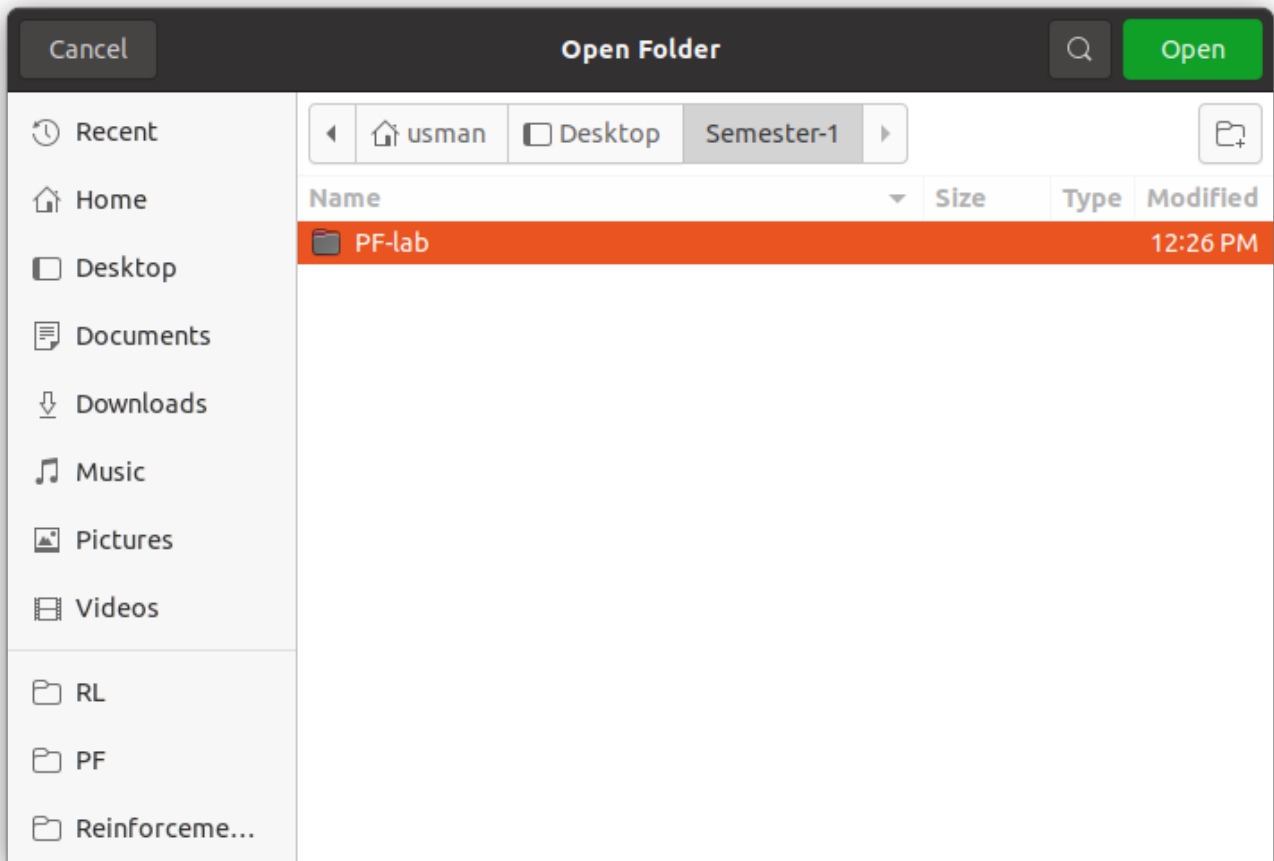 Cancel
Open Folder
Open
Recent
Home
Desktop
Documents
Downloads
Music
Pictures
Videos
RL
PF
Reinforceme...
usman
Desktop
Semester-1
Name Size Type Modified
PF-lab 12:26 PM